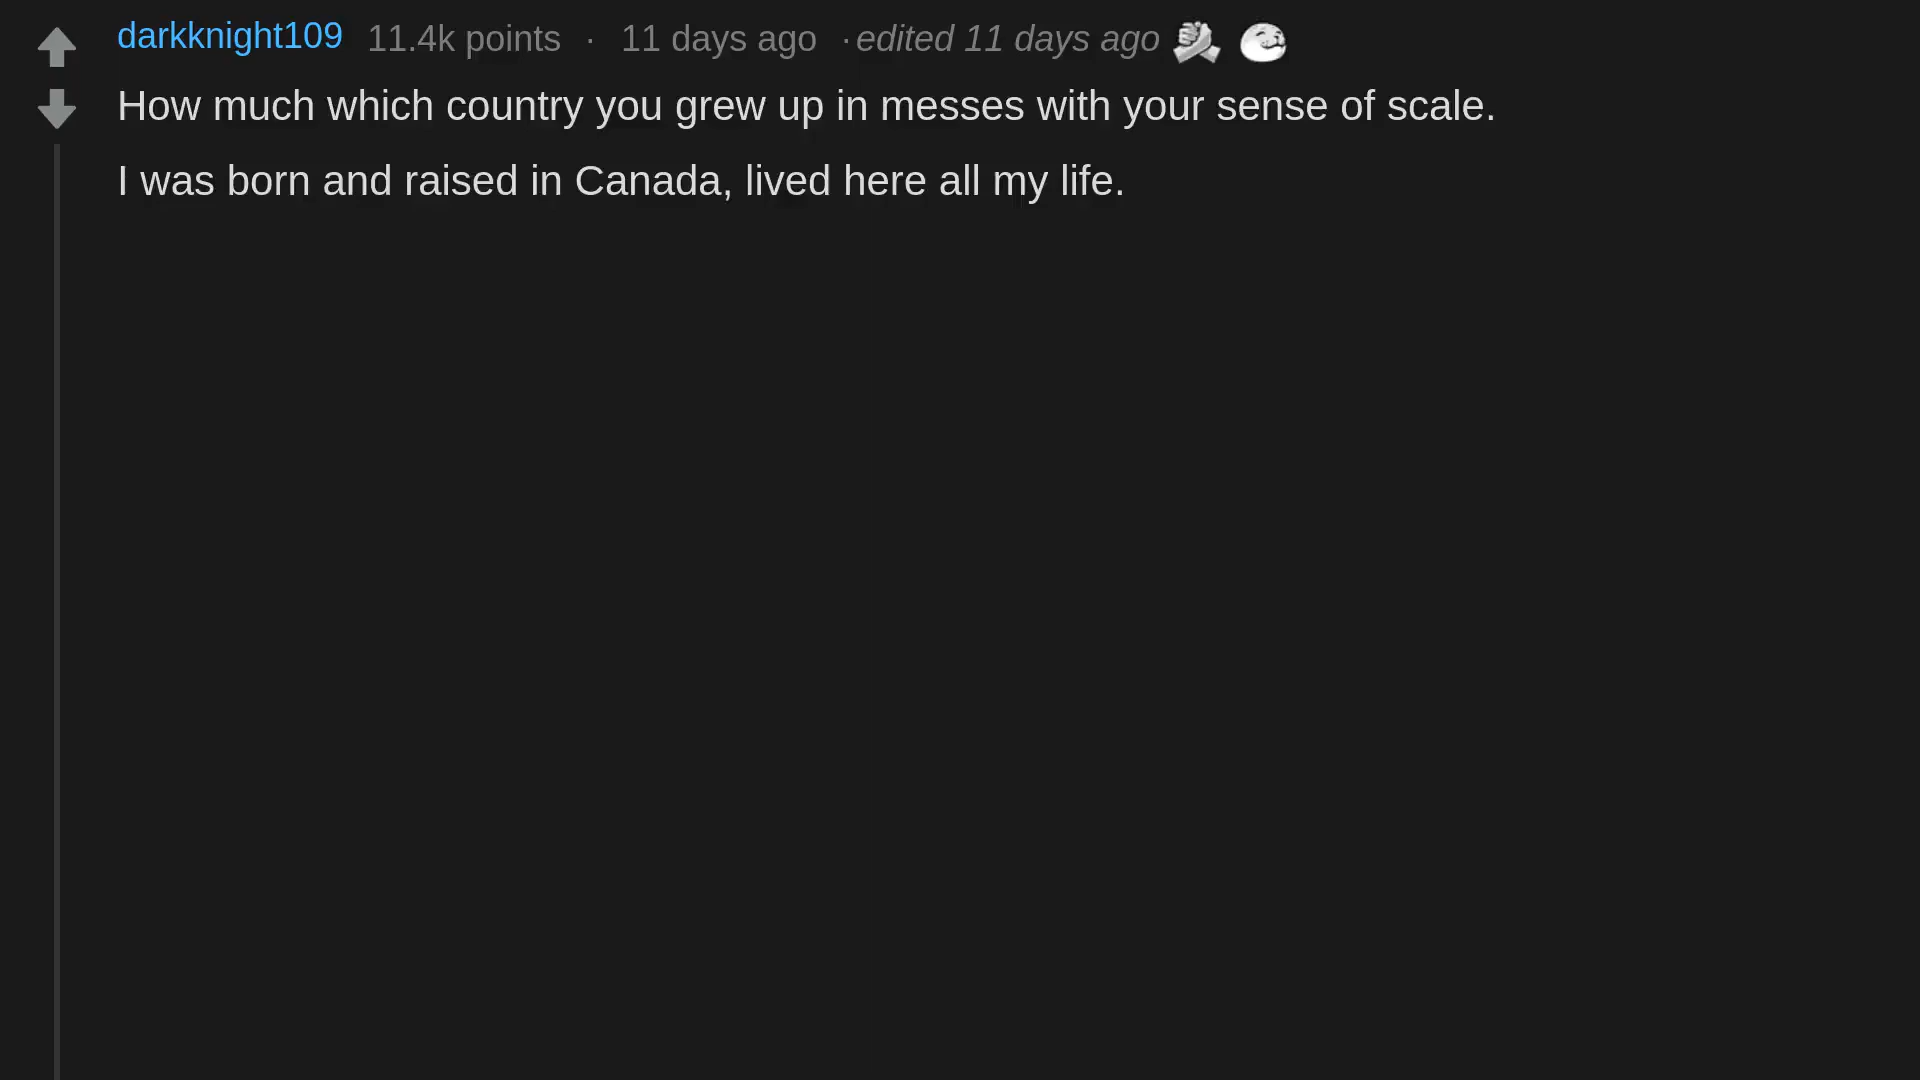 darkknight109 11.4k points · 11 days ago · edited 11 days ago
How much which country you grew up in messes with your sense of scale.
I was born and raised in Canada, lived here all my life.